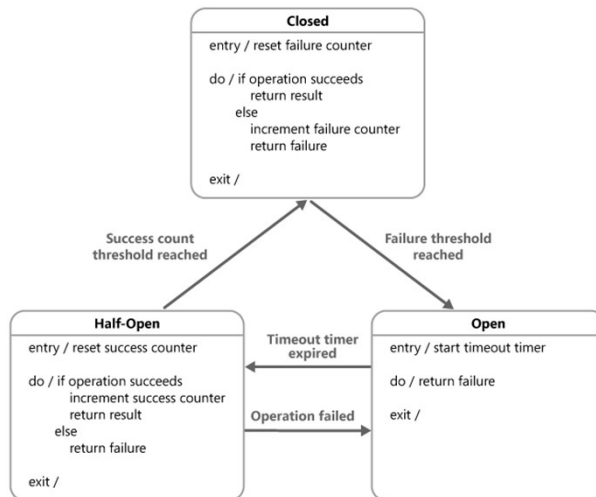 Closed
entry / reset failure counter
do / if operation succeeds
return result
else
increment failure counter
return failure
exit /
Success count
threshold reached
Failure threshold
reached
Half-Open
entry / reset success counter
do / if operation succeeds
increment success counter
return result
else
return failure
exit /
Timeout timer
expired
Operation failed
Open
entry / start timeout timer
do / return failure
exit /